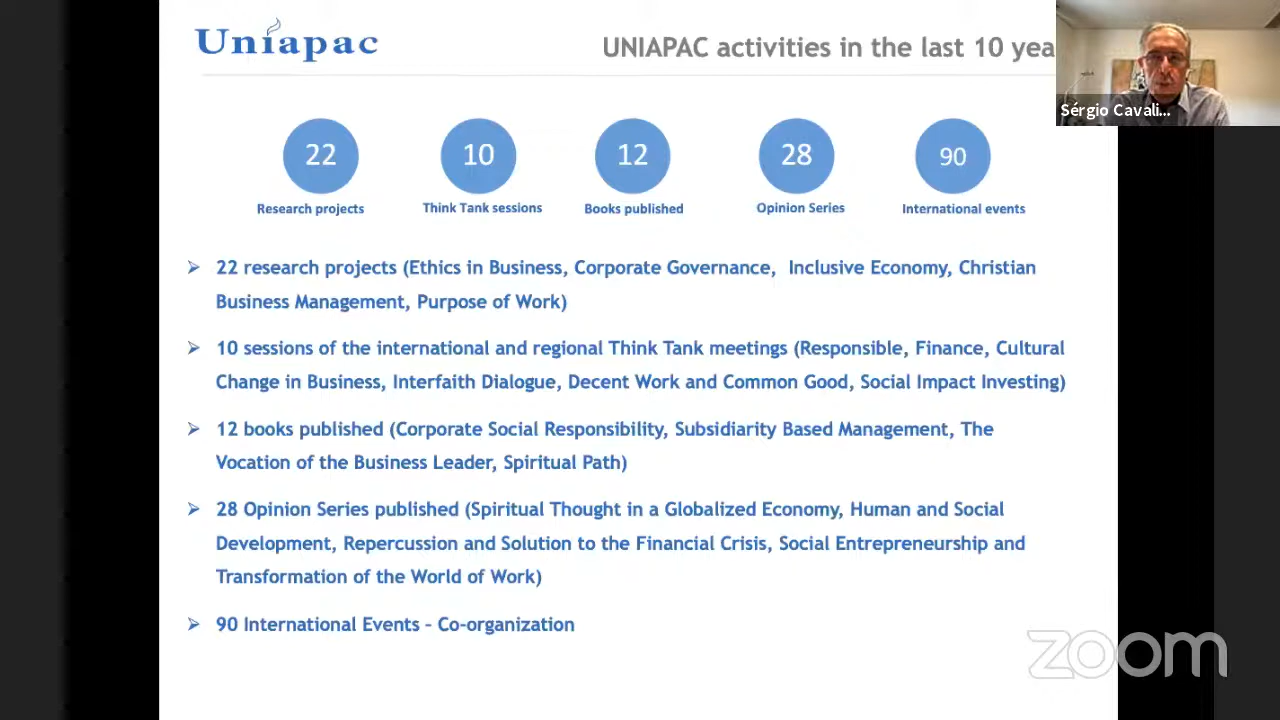 Uniapac
UNIAPAC activities in the last 10 yea
Sérgio Cavali...
22
10
12
28
90
Research projects
Think Tank sessions
Books published
Opinion Series
International events
22 research projects (Ethics in Business, Corporate Governance, Inclusive Economy, Christian
Business Management, Purpose of Work)
10 sessions of the international and regional Think Tank meetings (Responsible, Finance, Cultural
Change in Business, Interfaith Dialogue, Decent Work and Common Good, Social Impact Investing)
12 books published (Corporate Social Responsibility, Subsidiarity Based Management, The
Vocation of the Business Leader, Spiritual Path)
28 Opinion Series published (Spiritual Thought in a Globalized Economy, Human and Social
Development, Repercussion and Solution to the Financial Crisis, Social Entrepreneurship and
Transformation of the World of Work)
90 International Events – Co-organization
zoom